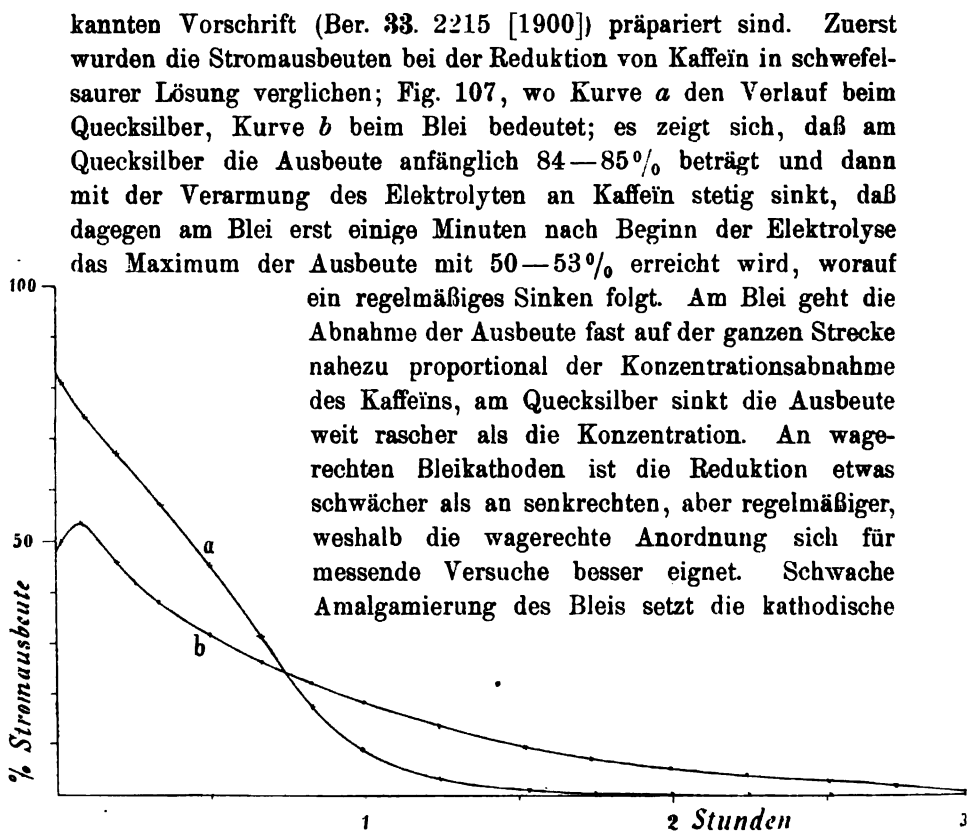 kannten Vorschrift (Ber. 33. 2215 [1900]) präpariert sind. Zuerst
wurden die Stromausbeuten bei der Reduktion von Kaffeïn in schwefel-
saurer Lösung verglichen; Fig. 107, wo Kurve a den Verlauf beim
Quecksilber, Kurve b beim Blei bedeutet; es zeigt sich, daß am
Quecksilber die Ausbeute anfänglich 84—85% beträgt und dann
mit der Verarmung des Elektrolyten an Kaffeïn stetig sinkt, daß
dagegen am Blei erst einige Minuten nach Beginn der Elektrolyse
das Maximum der Ausbeute mit 50—53% erreicht wird, worauf
ein regelmäßiges Sinken folgt. Am Blei geht die
Abnahme der Ausbeute fast auf der ganzen Strecke
nahezu proportional der Konzentrationsabnahme
des Kaffeïns, am Quecksilber sinkt die Ausbeute
weit rascher als die Konzentration. An wage-
rechten Bleikathoden ist die Reduktion etwas
schwächer als an senkrechten, aber regelmäßiger,
weshalb die wagerechte Anordnung sich für
messende Versuche besser eignet. Schwache
Amalgamierung des Bleis setzt die kathodische
100
50
% Stromausbeute
a
b
1
2 Stunden
3